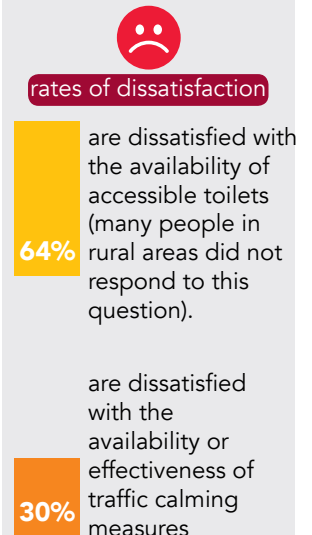 rates of dissatisfaction
are dissatisfied with
the availability of
accessible toilets
(many people in
64% rural areas did not
respond to this
question).
are dissatisfied
with the
availability or
effectiveness of
30% traffic calming
measures